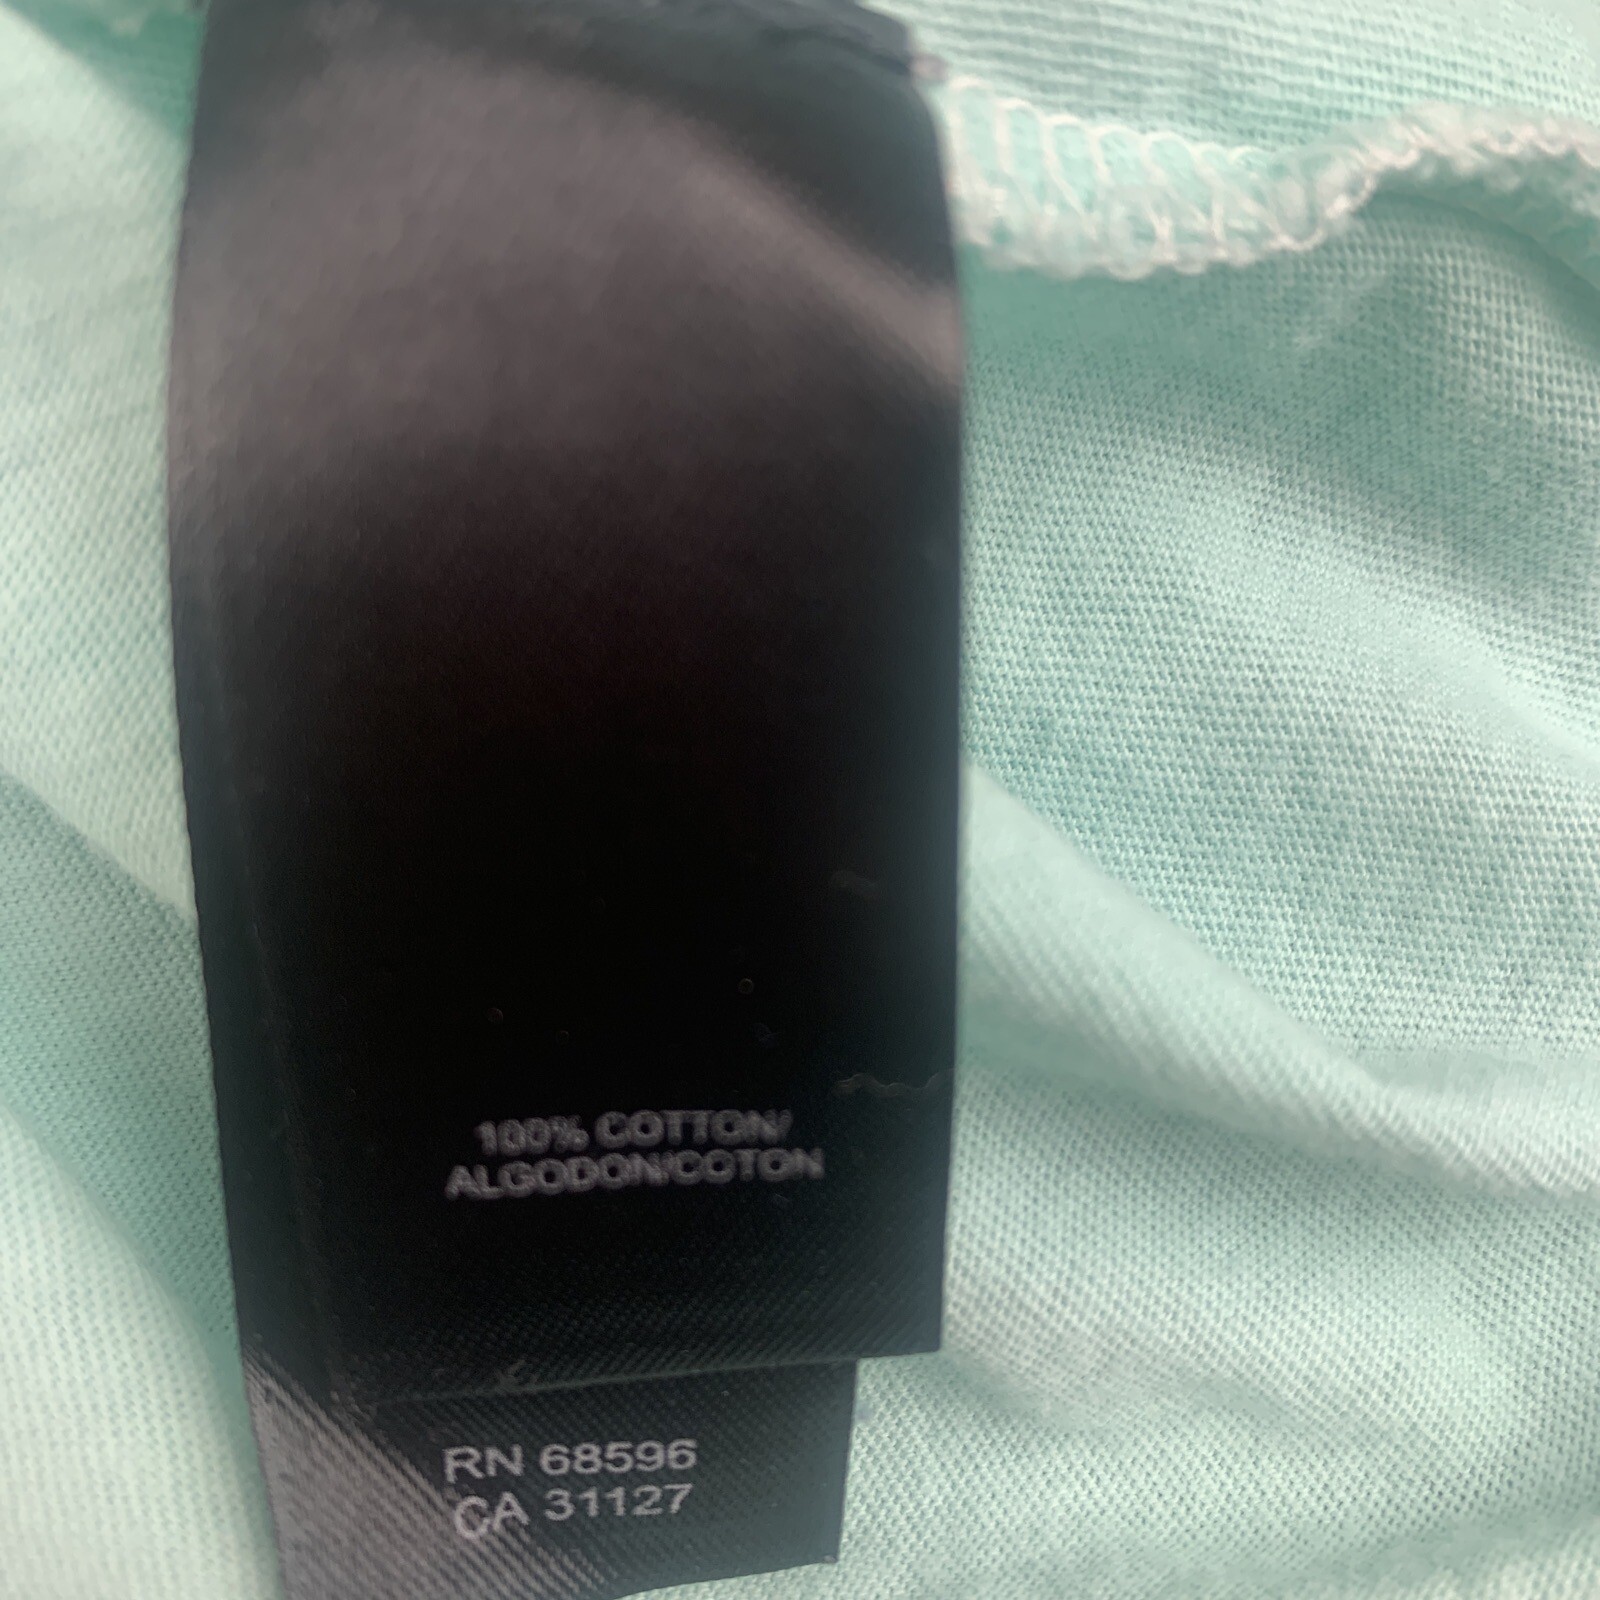 100% COTTON/
ALGODON/COTON
RN 68596
CA 31127